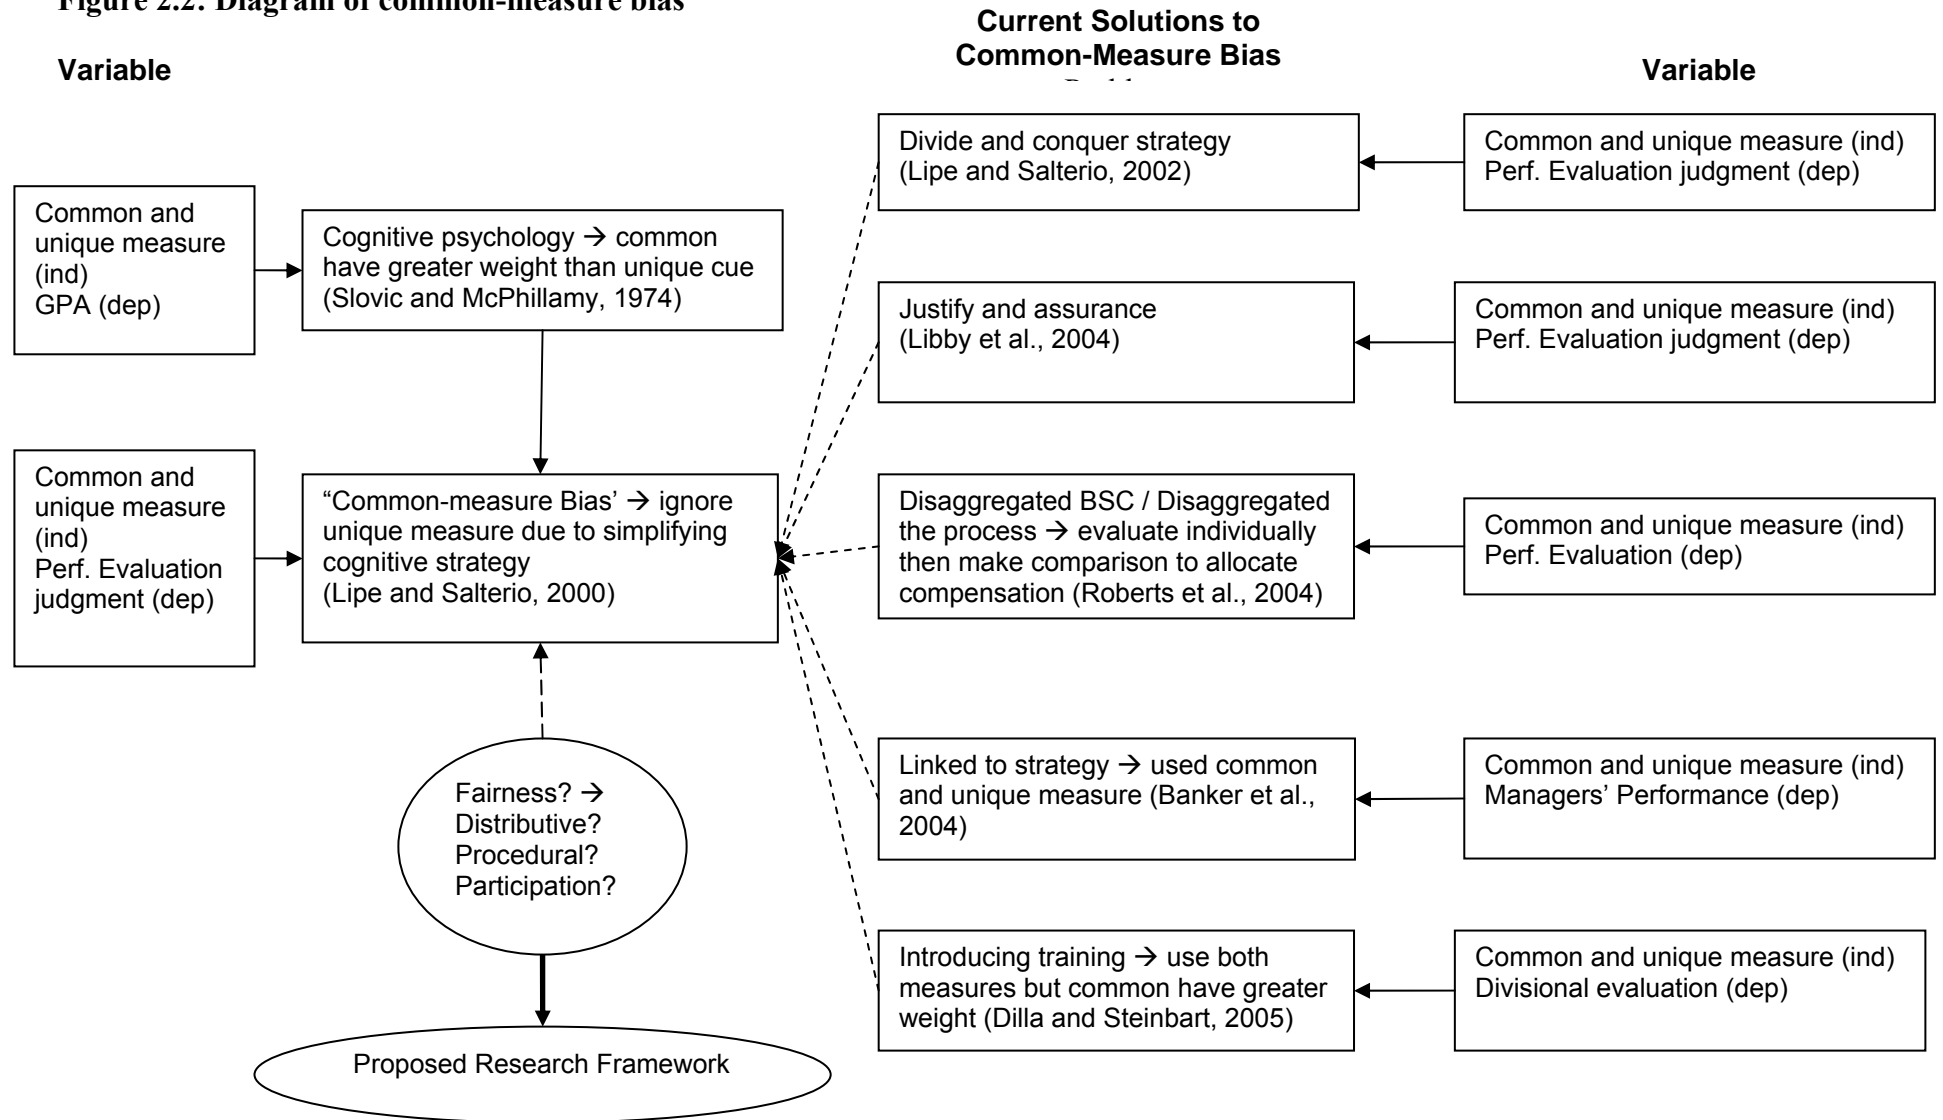 Figure 2.2: Diagram of common-measure bias
Variable
Current Solutions to
Common-Measure Bias
Variable
Common and
unique measure
(ind)
GPA (dep)
Cognitive psychology → common
have greater weight than unique cue
(Slovic and McPhillamy, 1974)
Common and
unique measure
(ind)
Perf. Evaluation
judgment (dep)
“Common-measure Bias’ → ignore
unique measure due to simplifying
cognitive strategy
(Lipe and Salterio, 2000)
Fairness? →
Distributive?
Procedural?
Participation?
Proposed Research Framework
Divide and conquer strategy
(Lipe and Salterio, 2002)
Common and unique measure (ind)
Perf. Evaluation judgment (dep)
Justify and assurance
(Libby et al., 2004)
Common and unique measure (ind)
Perf. Evaluation judgment (dep)
Disaggregated BSC / Disaggregated
the process → evaluate individually
then make comparison to allocate
compensation (Roberts et al., 2004)
Common and unique measure (ind)
Perf. Evaluation (dep)
Linked to strategy → used common
and unique measure (Banker et al.,
2004)
Common and unique measure (ind)
Managers’ Performance (dep)
Introducing training → use both
measures but common have greater
weight (Dilla and Steinbart, 2005)
Common and unique measure (ind)
Divisional evaluation (dep)